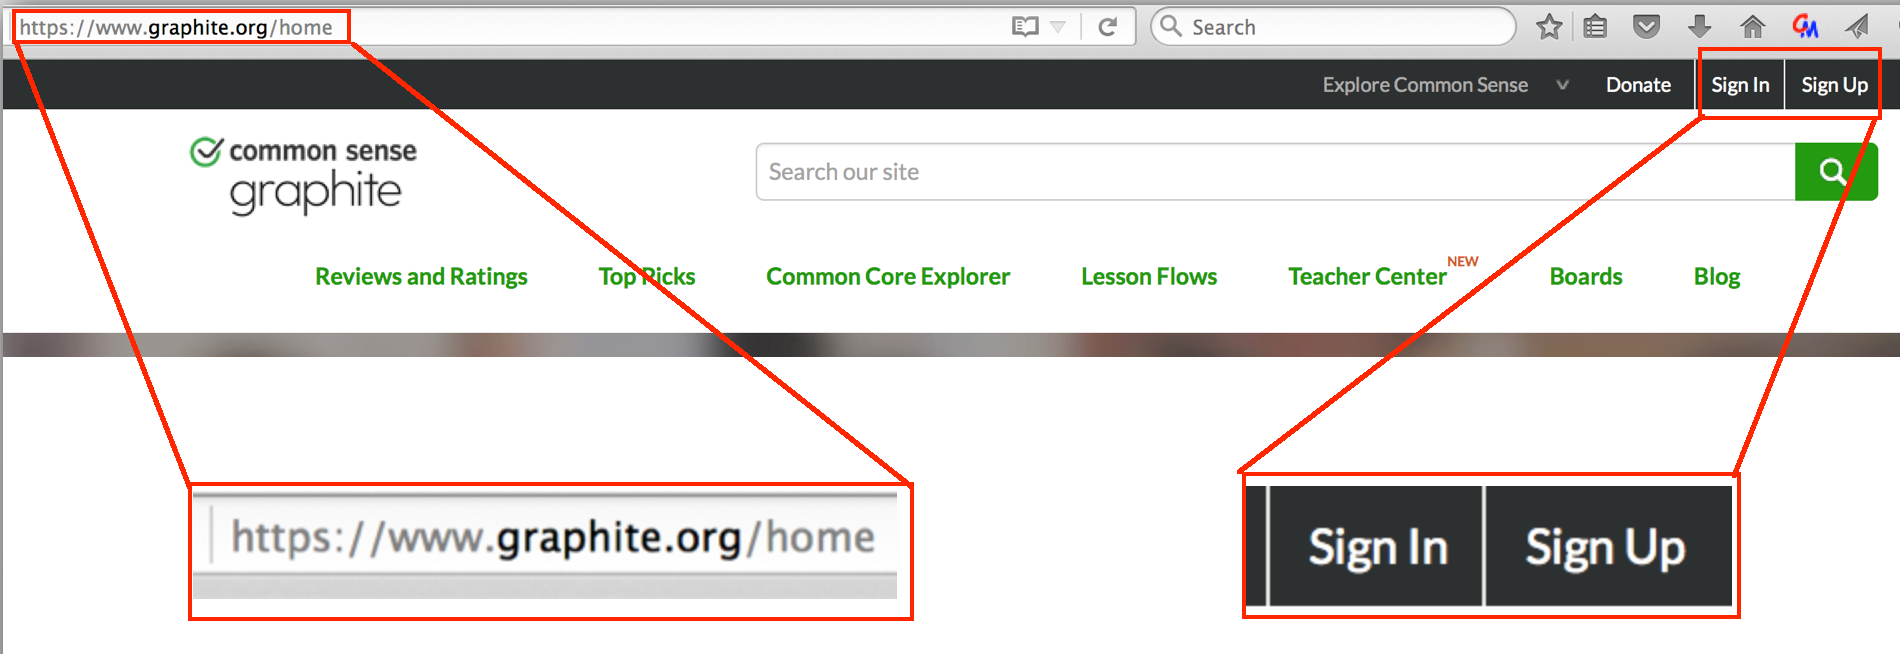 https://www.graphite.org/home
Search
Explore Common Sense Donate Sign In Sign Up
common sense
graphite
Search our site
Reviews and Ratings Top Picks Common Core Explorer Lesson Flows Teacher Center NEW Boards Blog
https://www.graphite.org/home
Sign In Sign Up